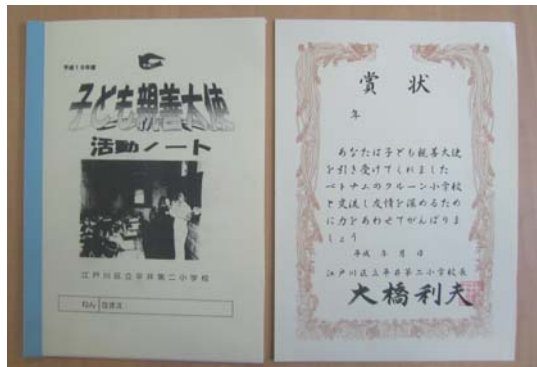 平成18年度
子ども親善大使
活動ノート
江戸川区立平井第二小学校
ねん なまえ
賞状
年
あなたは子ども親善大使
を引き受けてくれました
ベトナムのクルーン小学校
と交流し友情を深めるため
に力をあわせてがんばりま
しょう
平成 年 月 日
江戸川区立平井第二小学校長
大橋利夫